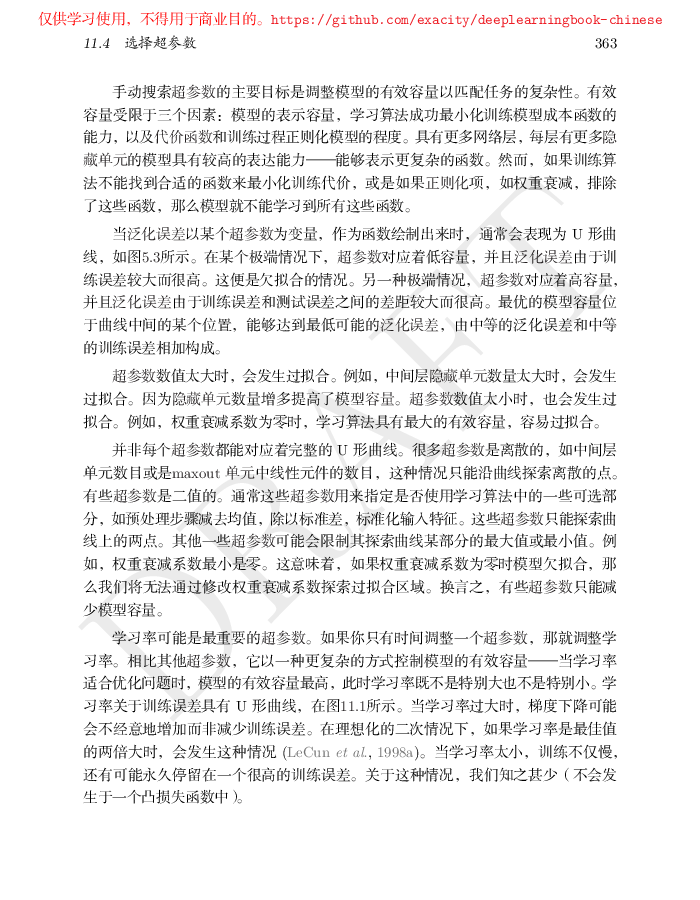 仅供学习使用，不得用于商业目的。https://github.com/exacity/deeplearningbook-chinese
11.4 选择超参数 363
手动搜索超参数的主要目标是调整模型的有效容量以匹配任务的复杂性。有效
容量受限于三个因素：模型的表示容量，学习算法成功最小化训练模型成本函数的
能力，以及代价函数和训练过程正则化模型的程度。具有更多网络层，每层有更多隐
藏单元的模型具有较高的表达能力——能够表示更复杂的函数。然而，如果训练算
法不能找到合适的函数来最小化训练代价，或是如果正则化项，如权重衰减，排除
了这些函数，那么模型就不能学习到所有这些函数。
当泛化误差以某个超参数为变量，作为函数绘制出来时，通常会表现为 U 形曲
线，如图5.3所示。在某个极端情况下，超参数对应着低容量，并且泛化误差由于训
练误差较大而很高。这便是欠拟合的情况。另一种极端情况，超参数对应着高容量，
并且泛化误差由于训练误差和测试误差之间的差距较大而很高。最优的模型容量位
于曲线中间的某个位置，能够达到最低可能的泛化误差，由中等的泛化误差和中等
的训练误差相加构成。
超参数数值太大时，会发生过拟合。例如，中间层隐藏单元数量太大时，会发生
过拟合。因为隐藏单元数量增多提高了模型容量。超参数数值太小时，也会发生过
拟合。例如，权重衰减系数为零时，学习算法具有最大的有效容量，容易过拟合。
并非每个超参数都能对应着完整的 U 形曲线。很多超参数是离散的，如中间层
单元数目或是maxout 单元中线性元件的数目，这种情况只能沿曲线探索离散的点。
有些超参数是二值的。通常这些超参数用来指定是否使用学习算法中的一些可选部
分，如预处理步骤减去均值，除以标准差，标准化输入特征。这些超参数只能探索曲
线上的两点。其他一些超参数可能会限制其探索曲线某部分的最大值或最小值。例
如，权重衰减系数最小是零。这意味着，如果权重衰减系数为零时模型欠拟合，那
么我们将无法通过修改权重衰减系数探索过拟合区域。换言之，有些超参数只能减
少模型容量。
学习率可能是最重要的超参数。如果你只有时间调整一个超参数，那就调整学
习率。相比其他超参数，它以一种更复杂的方式控制模型的有效容量——当学习率
适合优化问题时，模型的有效容量最高，此时学习率既不是特别大也不是特别小。学
习率关于训练误差具有 U 形曲线，在图11.1所示。当学习率过大时，梯度下降可能
会不经意地增加而非减少训练误差。在理想化的二次情况下，如果学习率是最佳值
的两倍大时，会发生这种情况 (LeCun et al., 1998a)。当学习率太小，训练不仅慢，
还有可能永久停留在一个很高的训练误差。关于这种情况，我们知之甚少（不会发
生于一个凸损失函数中）。
DRAFT